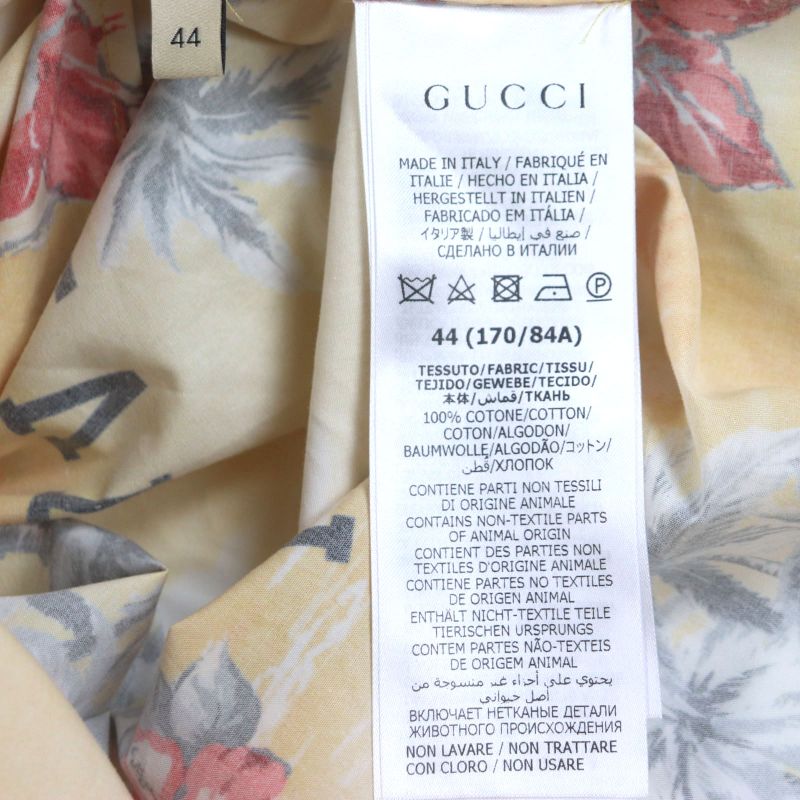 44
GUCCI
MADE IN ITALY / FABRIQUÉ EN
ITALIE / HECHO EN ITALIA /
HERGESTELLT IN ITALIEN /
FABRICADO EM ITÁLIA /
イタリア製 / صنع في إيطاليا /
СДЕЛАНО В ИТАЛИИ
P
44 (170/84A)
TESSUTO/FABRIC/TISSU/
TEJIDO/GEWEBE/TECIDO/
本体/قماش/ТКАНЬ
100% COTONE/COTTON/
COTON/ALGODON/
BAUMWOLLE/ALGODÃO/コットン/
قُطن/ХЛОПОК
CONTIENE PARTI NON TESSILI
DI ORIGINE ANIMALE
CONTAINS NON-TEXTILE PARTS
OF ANIMAL ORIGIN
CONTIENT DES PARTIES NON
TEXTILES D'ORIGINE ANIMALE
CONTIENE PARTES NO TEXTILES
DE ORIGEN ANIMAL
ENTHÄLT NICHT-TEXTILE TEILE
TIERISCHEN URSPRUNGS
CONTEM PARTES NÃO-TEXTEIS
DE ORIGEM ANIMAL
يحتوي على أجزاء غير منسوجة من
أصل حيواني
ВКЛЮЧАЕТ НЕТКАНЫЕ ДЕТАЛИ
ЖИВОТНОГО ПРОИСХОЖДЕНИЯ
NON LAVARE / NON TRATTARE
CON CLORO / NON USARE